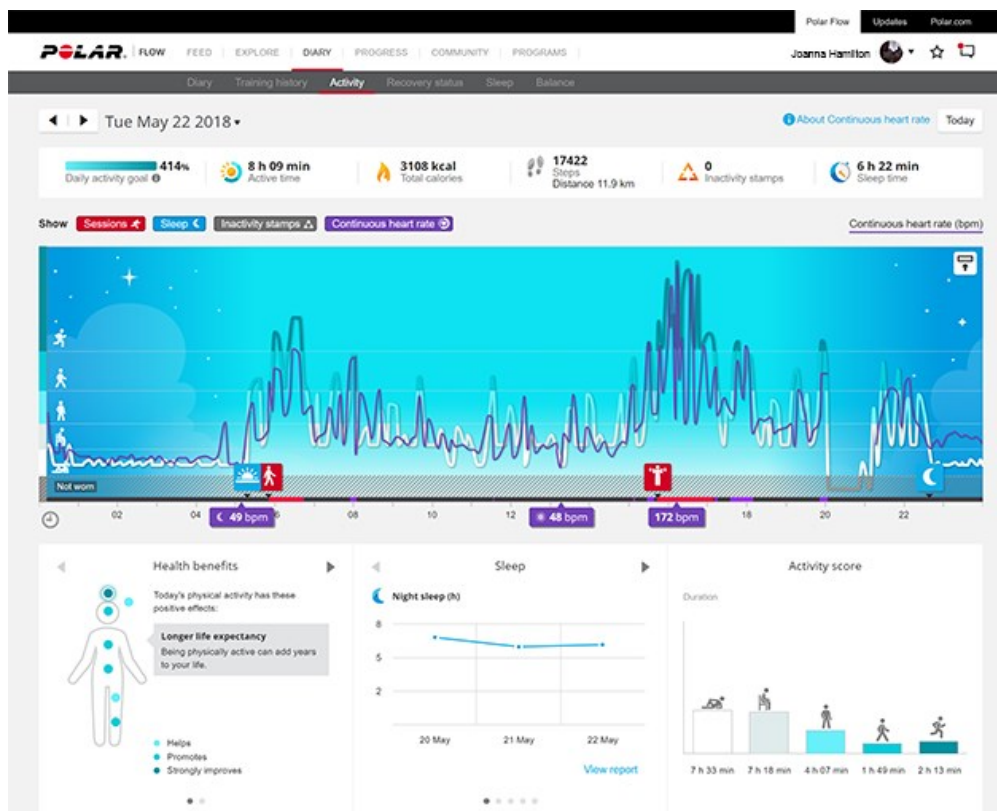 Polar Flow Updates Polar.com
POLAR. FLOW FEED EXPLORE DIARY PROGRESS COMMUNITY PROGRAMS Joanna Hamilton
Diary Training history Activity Recovery status Sleep Balance
Tue May 22 2018 About Continuous heart rate Today
414%
Daily activity goal
8 h 09 min
Active time
3108 kcal
Total calories
17422
Steps
Distance 11.9 km
0
Inactivity stamps
6 h 22 min
Sleep time
Show Sessions Sleep Inactivity stamps Continuous heart rate Continuous heart rate (bpm)
Not worn
02 04 6 08 10 12 18 20 22
49 bpm 48 bpm 172 bpm
Health benefits
Today's physical activity has these
positive effects:
Longer life expectancy
Being physically active can add years
to your life.
Helps
Promotes
Strongly improves
Sleep
Night sleep (h)
8
5
2
20 May 21 May 22 May
View report
Activity score
Duration
7 h 33 min 7 h 18 min 4 h 07 min 1 h 49 min 2 h 13 min